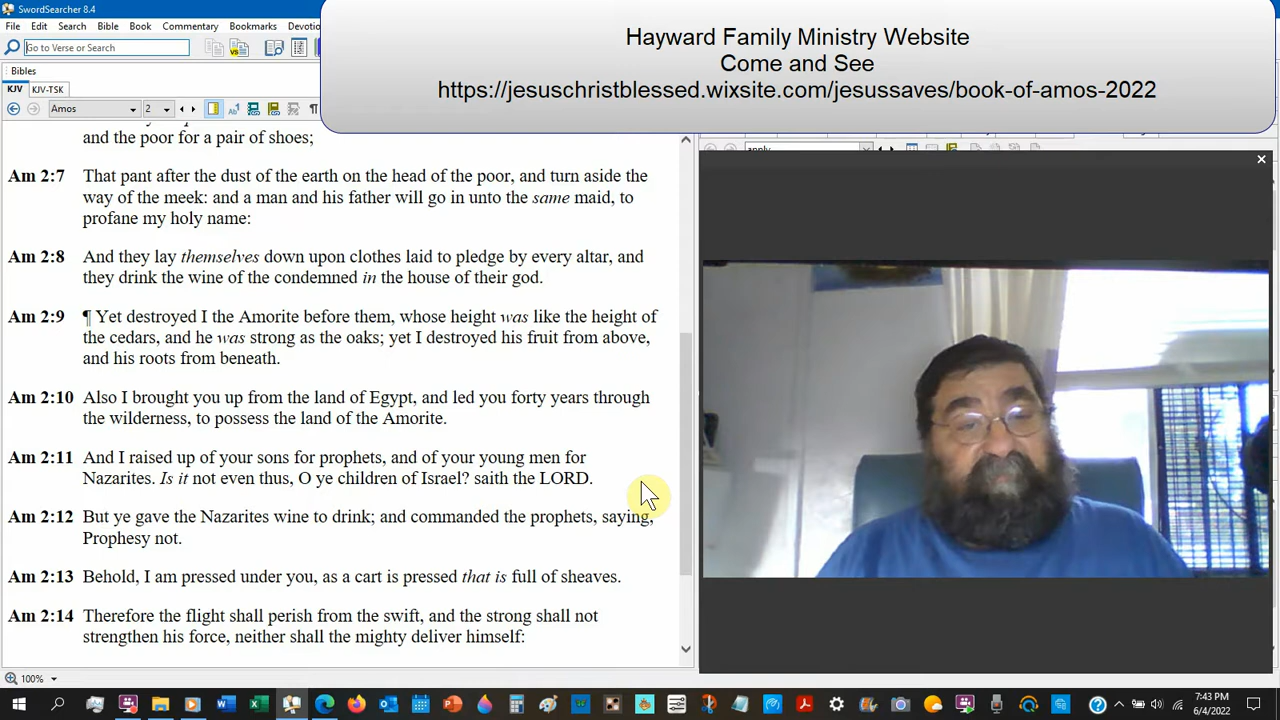 SwordSearcher 8.4
File Edit Search Bible Book Commentary Bookmarks Devotio
Hayward Family Ministry Website
Come and See
https://jesuschristblessed.wixsite.com/jesussaves/book-of-amos-2022
Go to Verse or Search
VS
Bibles
KJV KJV-TSK
Amos 2
apply
and the poor for a pair of shoes;
Am 2:7 That pant after the dust of the earth on the head of the poor, and turn aside the
way of the meek: and a man and his father will go in unto the same maid, to
profane my holy name:
Am 2:8 And they lay themselves down upon clothes laid to pledge by every altar, and
they drink the wine of the condemned in the house of their god.
Am 2:9 ¶ Yet destroyed I the Amorite before them, whose height was like the height of
the cedars, and he was strong as the oaks; yet I destroyed his fruit from above,
and his roots from beneath.
Am 2:10 Also I brought you up from the land of Egypt, and led you forty years through
the wilderness, to possess the land of the Amorite.
Am 2:11 And I raised up of your sons for prophets, and of your young men for
Nazarites. Is it not even thus, O ye children of Israel? saith the LORD.
Am 2:12 But ye gave the Nazarites wine to drink; and commanded the prophets, saying,
Prophesy not.
Am 2:13 Behold, I am pressed under you, as a cart is pressed that is full of sheaves.
Am 2:14 Therefore the flight shall perish from the swift, and the strong shall not
strengthen his force, neither shall the mighty deliver himself:
100%
7:43 PM
6/4/2022